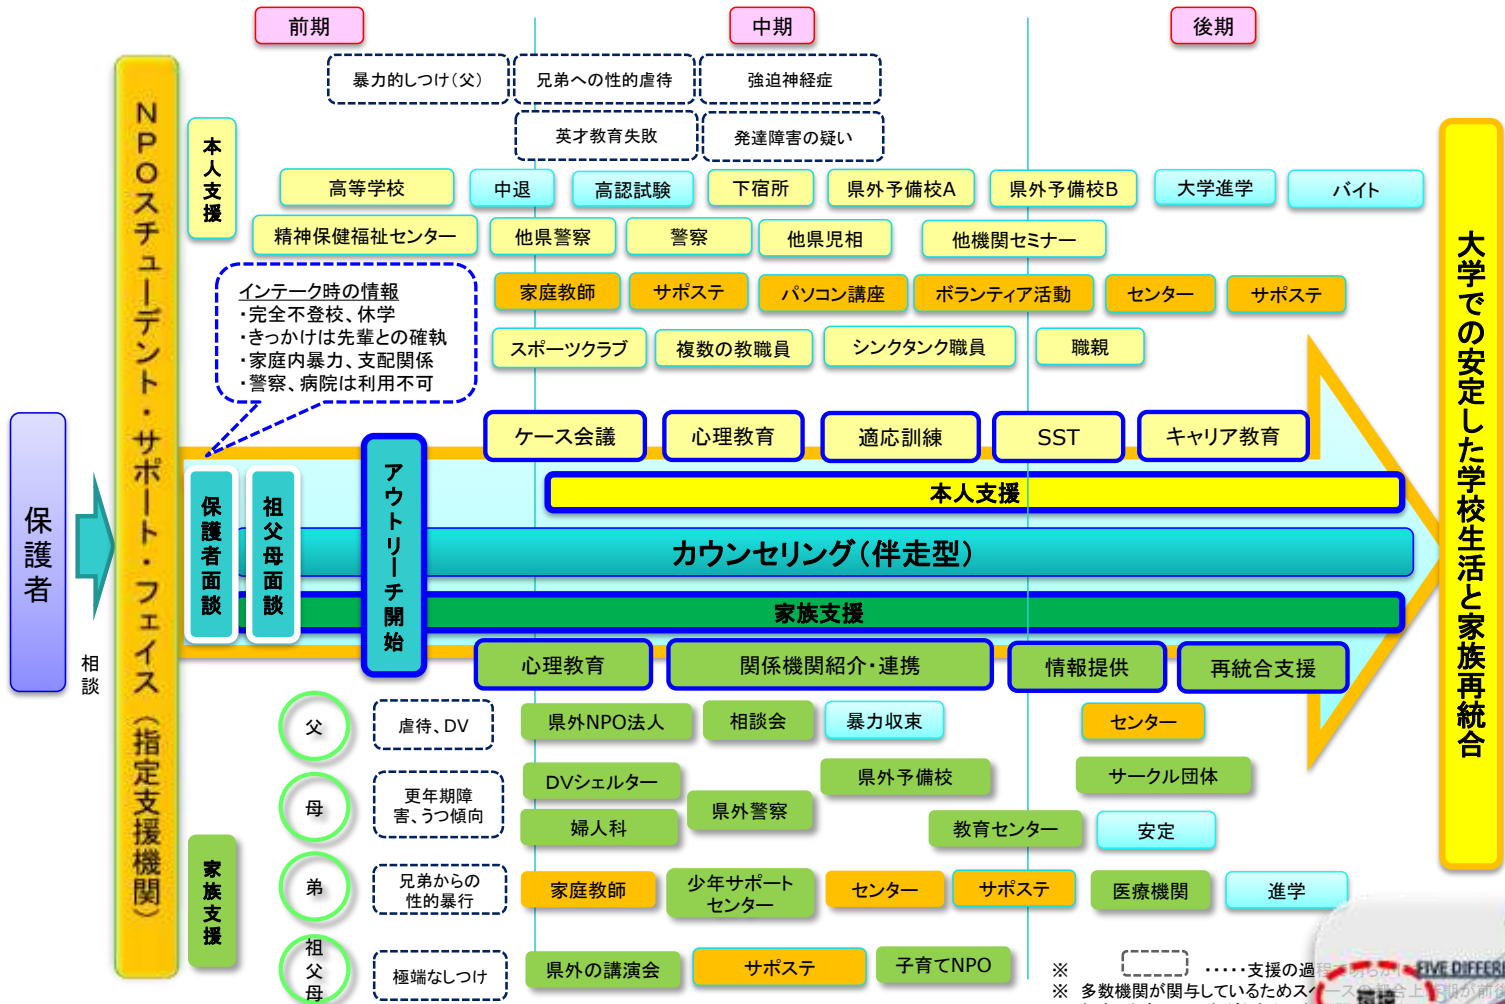 前期
中期
後期
暴力的しつけ(父)
兄弟への性的虐待
強迫神経症
英才教育失敗
発達障害の疑い
NPOスチューデント・サポート・フェイス(指定支援機関)
本人支援
高等学校
中退
高認試験
下宿所
県外予備校A
県外予備校B
大学進学
バイト
精神保健福祉センター
他県警察
警察
他県児相
他機関セミナー
インテーク時の情報
・完全不登校、休学
・きっかけは先輩との確執
・家庭内暴力、支配関係
・警察、病院は利用不可
家庭教師
サポステ
パソコン講座
ボランティア活動
センター
サポステ
スポーツクラブ
複数の教職員
シンクタンク職員
職親
保護者
相談
保護者面談
祖父母面談
アウトリーチ開始
ケース会議
心理教育
適応訓練
SST
キャリア教育
本人支援
カウンセリング(伴走型)
家族支援
心理教育
関係機関紹介・連携
情報提供
再統合支援
大学での安定した学校生活と家族再統合
家族支援
父
虐待、DV
県外NPO法人
相談会
暴力収束
センター
母
更年期障
害、うつ傾向
DVシェルター
県外警察
県外予備校
サークル団体
婦人科
教育センター
安定
弟
兄弟からの
性的暴行
家庭教師
少年サポート
センター
センター
サポステ
医療機関
進学
祖父母
極端なしつけ
県外の講演会
サポステ
子育てNPO
※ ・・・・・支援の過程で明らか
※ 多数機関が関与しているためスペースの都合上
FIVE DIFFERE
環境